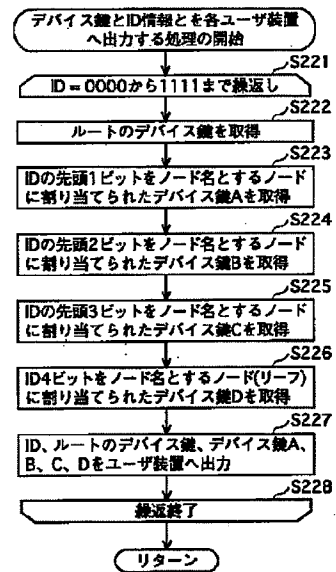 デバイス鍵とID情報とを各ユーザ装置
へ出力する処理の開始
S221
ID=0000から1111まで繰返し
S222
ルートのデバイス鍵を取得
S223
IDの先頭1ビットをノード名とするノード
に割り当てられたデバイス鍵Aを取得
S224
IDの先頭2ビットをノード名とするノード
に割り当てられたデバイス鍵Bを取得
S225
IDの先頭3ビットをノード名とするノード
に割り当てられたデバイス鍵Cを取得
S226
ID4ビットをノード名とするノード(リーフ)
に割り当てられたデバイス鍵Dを取得
S227
ID、ルートのデバイス鍵、デバイス鍵A、
B、C、Dをユーザ装置へ出力
S228
繰返終了
リターン